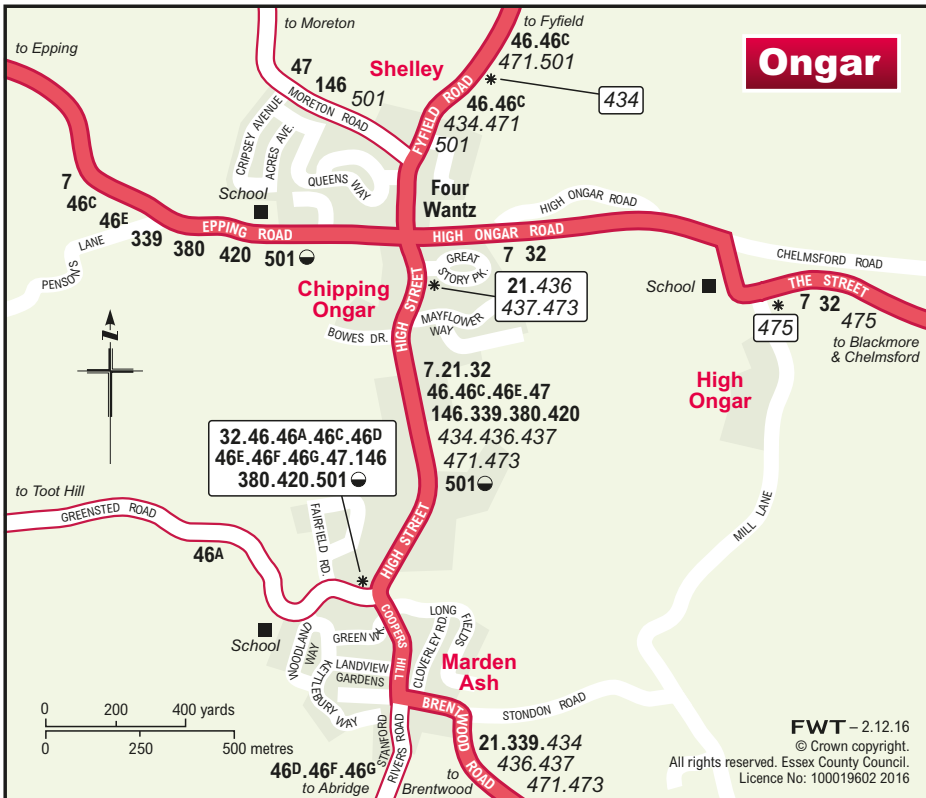 Ongar
to Moreton
to Fyfield
to Epping
46.46C
471.501
Shelley
47
146
501
434
MORETON ROAD
FYFIELD ROAD
46.46C
434.471
501
CRIPSEY AVENUE
ACRES AVE.
QUEENS WAY
School
Four
Wantz
7
46C
46E
339
380
420
501
EPPING ROAD
HIGH ONGAR ROAD
HIGH ONGAR ROAD
7 32
CHELMSFORD ROAD
PENSON'S LANE
GREAT
STORY PK.
Chipping
Ongar
HIGH STREET
21.436
437.473
School
THE STREET
7 32
475
475
to Blackmore
& Chelmsford
BOWES DR.
MAYFLOWER
WAY
High
Ongar
7.21.32
46.46C.46E.47
146.339.380.420
434.436.437
471.473
501
32.46.46A.46C.46D
46E.46F.46G.47.146
380.420.501
to Toot Hill
GREENSTED ROAD
46A
FAIRFIELD RD.
HIGH STREET
MILL LANE
School
WOODLAND
WAY
GREEN WK.
COOPERS HILL
LONG
FIELDS
CLOVERLEY RD.
LANDVIEW
GARDENS
KETTLEBURY WAY
Marden
Ash
BRENTWOOD
ROAD
STONDON ROAD
STANFORD
RIVERS ROAD
0 200 400 yards
0 250 500 metres
46D.46F.46G
to Abridge
to
Brentwood
21.339.434
436.437
471.473
FWT – 2.12.16
© Crown copyright.
All rights reserved. Essex County Council.
Licence No: 100019602 2016